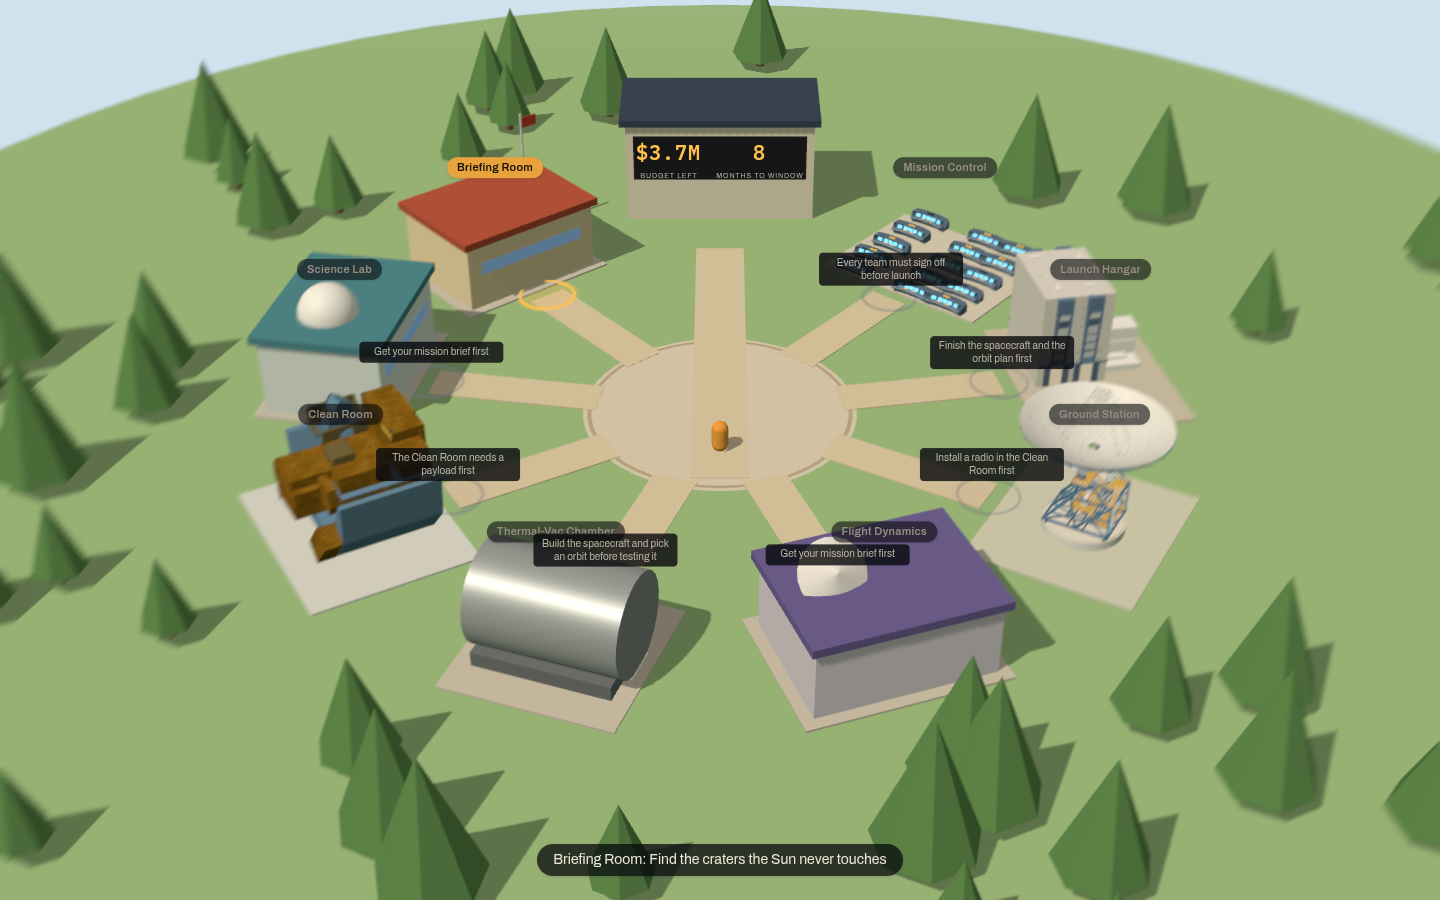 $3.7M 8
BUDGET LEFT MONTHS TO WINDOW
Briefing Room
Mission Control
Science Lab
Every team must sign off
before launch
Launch Hangar
Get your mission brief first
Finish the spacecraft and the
orbit plan first
Clean Room
Ground Station
The Clean Room needs a
payload first
Install a radio in the Clean
Room first
Thermal-Vac Chamber
Build the spacecraft and pick
an orbit before testing it
Flight Dynamics
Get your mission brief first
Briefing Room: Find the craters the Sun never touches